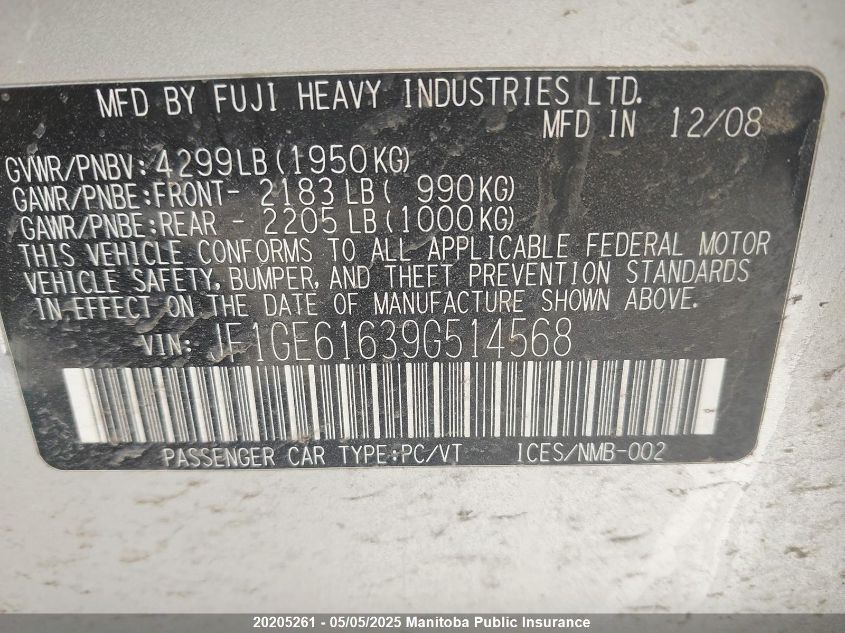 MFD BY FUJI HEAVY INDUSTRIES LTD.
MFD IN 12/08
GVWR/PNBV: 4299LB (1950KG)
GAWR/PNBE: FRONT- 2183 LB ( 990KG)
GAWR/PNBE: REAR - 2205 LB (1000KG)
THIS VEHICLE CONFORMS TO ALL APPLICABLE FEDERAL MOTOR
VEHICLE SAFETY, BUMPER, AND THEFT PREVENTION STANDARDS
IN EFFECT ON THE DATE OF MANUFACTURE SHOWN ABOVE.
VIN: JF1GE61639G514568
PASSENGER CAR TYPE:PC/VT ICES/NMB-002
20205261 - 05/05/2025 Manitoba Public Insurance